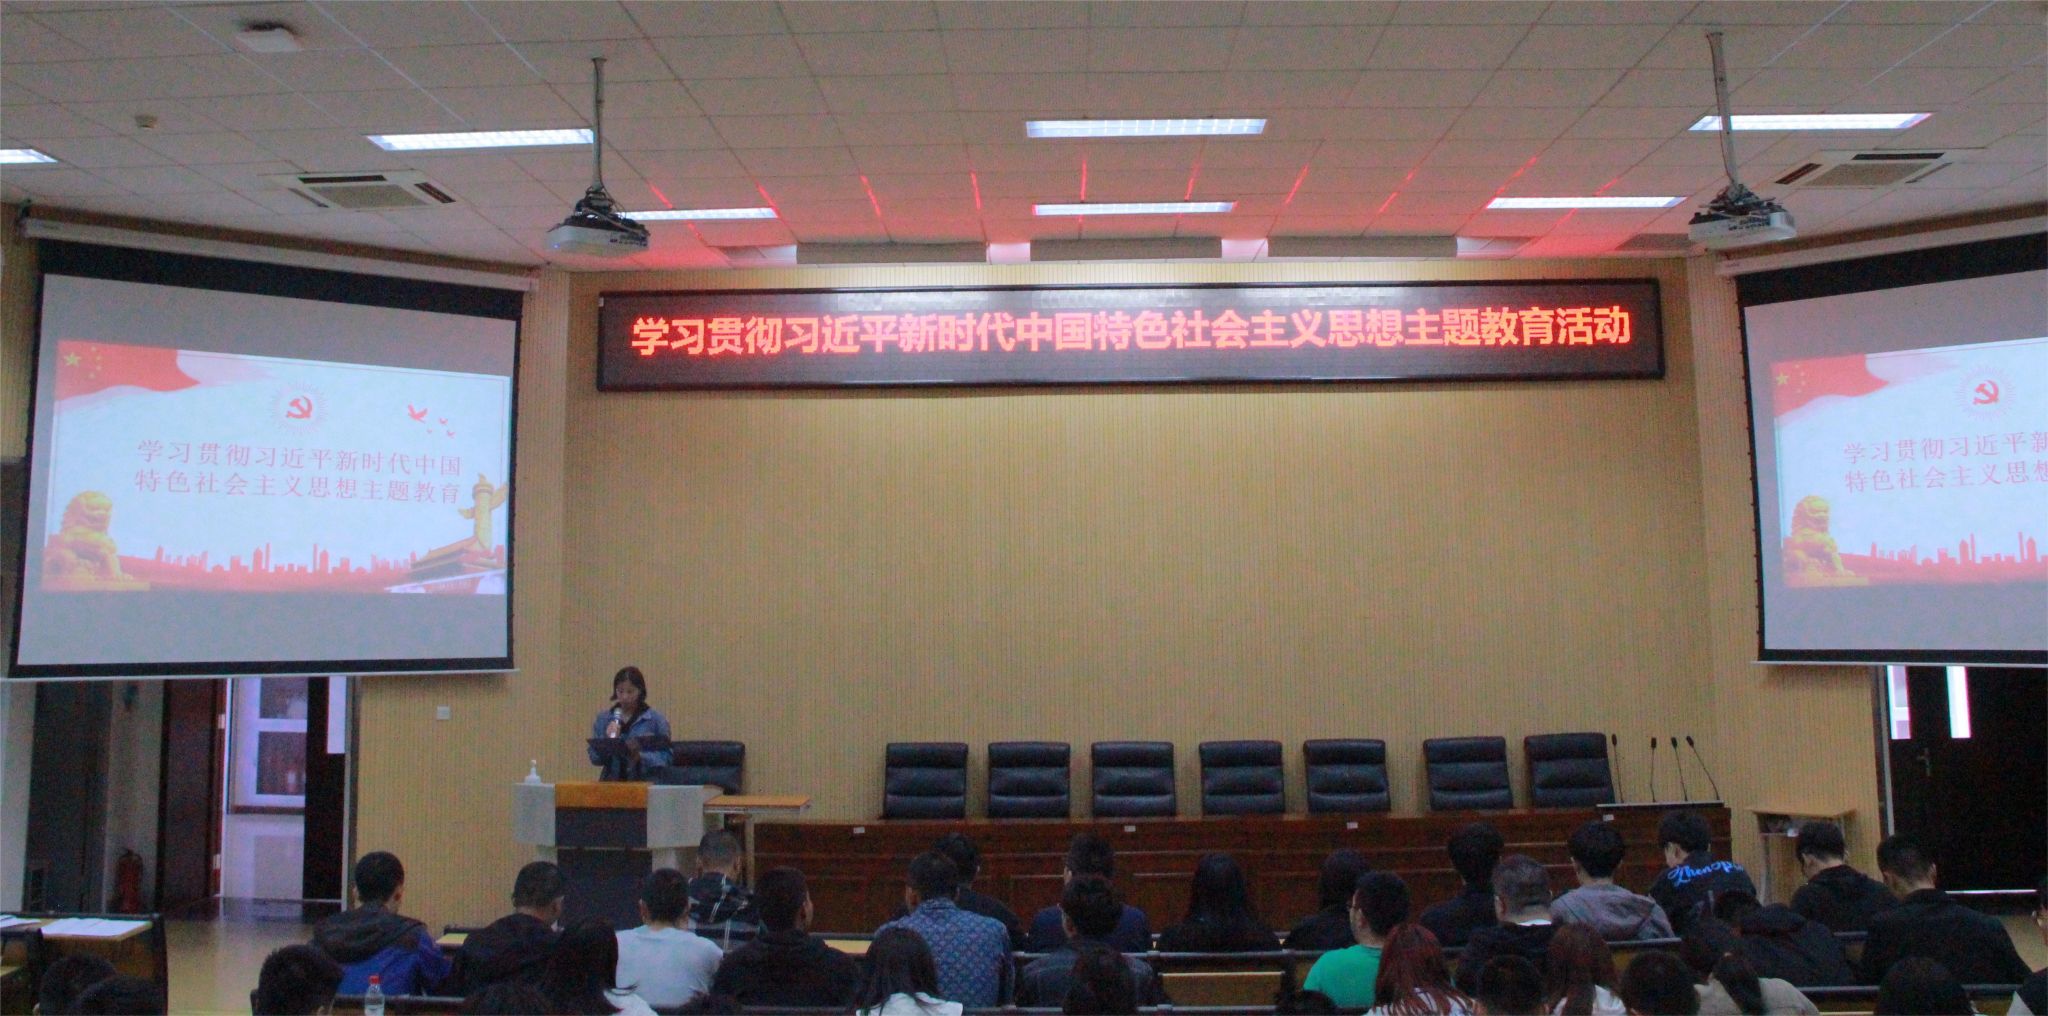 学习贯彻习近平新时代中国特色社会主义思想主题教育活动
学习贯彻习近平新时代中国
特色社会主义思想主题教育
学习贯彻习近平新
特色社会主义思想